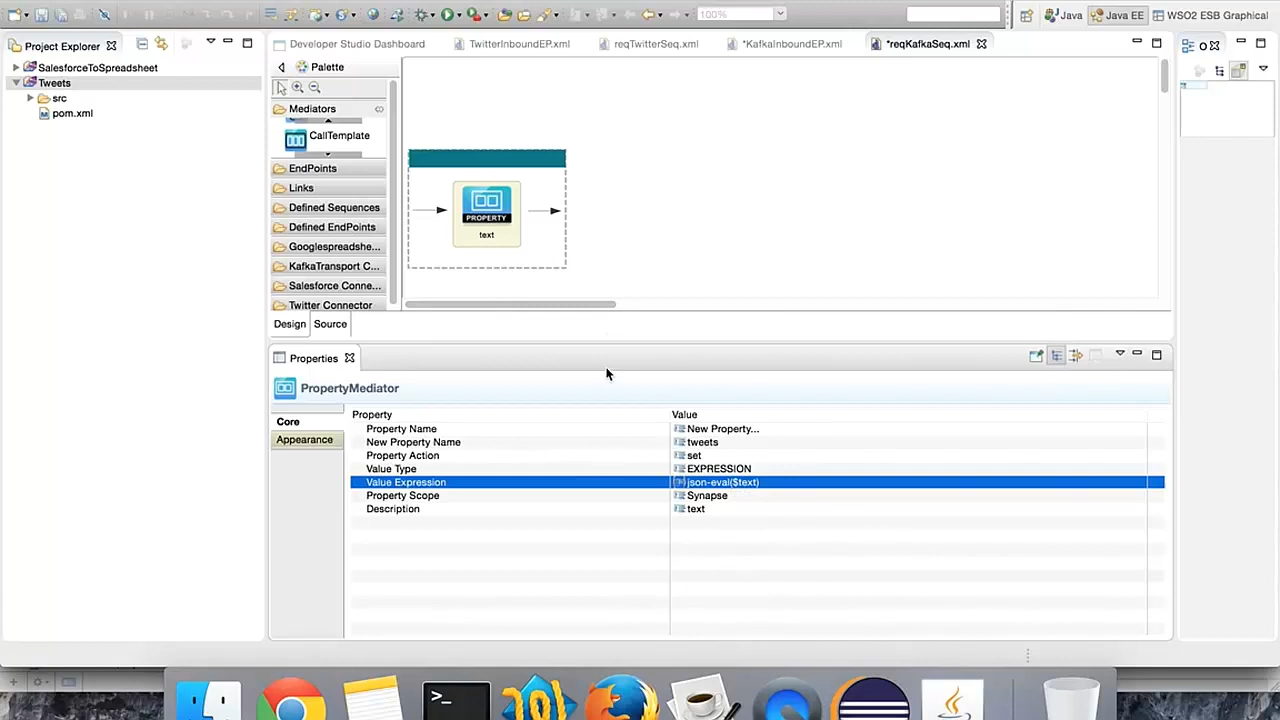 100%
Java
Java EE
WSO2 ESB Graphical
Project Explorer
SalesforceToSpreadsheet
Tweets
src
pom.xml
Developer Studio Dashboard
TwitterInboundEP.xml
reqTwitterSeq.xml
*KafkaInboundEP.xml
*reqKafkaSeq.xml
O
Palette
Mediators
CallTemplate
EndPoints
Links
Defined Sequences
Defined EndPoints
Googlespreadshe...
KafkaTransport C...
Salesforce Conne...
Twitter Connector
PROPERTY
text
Design
Source
Properties
PropertyMediator
Core
Appearance
Property Value
Property Name New Property...
New Property Name tweets
Property Action set
Value Type EXPRESSION
Value Expression json-eval($text)
Property Scope Synapse
Description text
>_
101